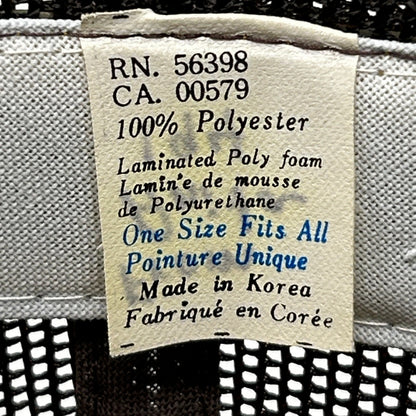 RN. 56398
CA. 00579
100% Polyester
Laminated Poly foam
Lamin'e de mousse
de Polyurethane
One Size Fits All
Pointure Unique
Made in Korea
Fabriqué en Corée